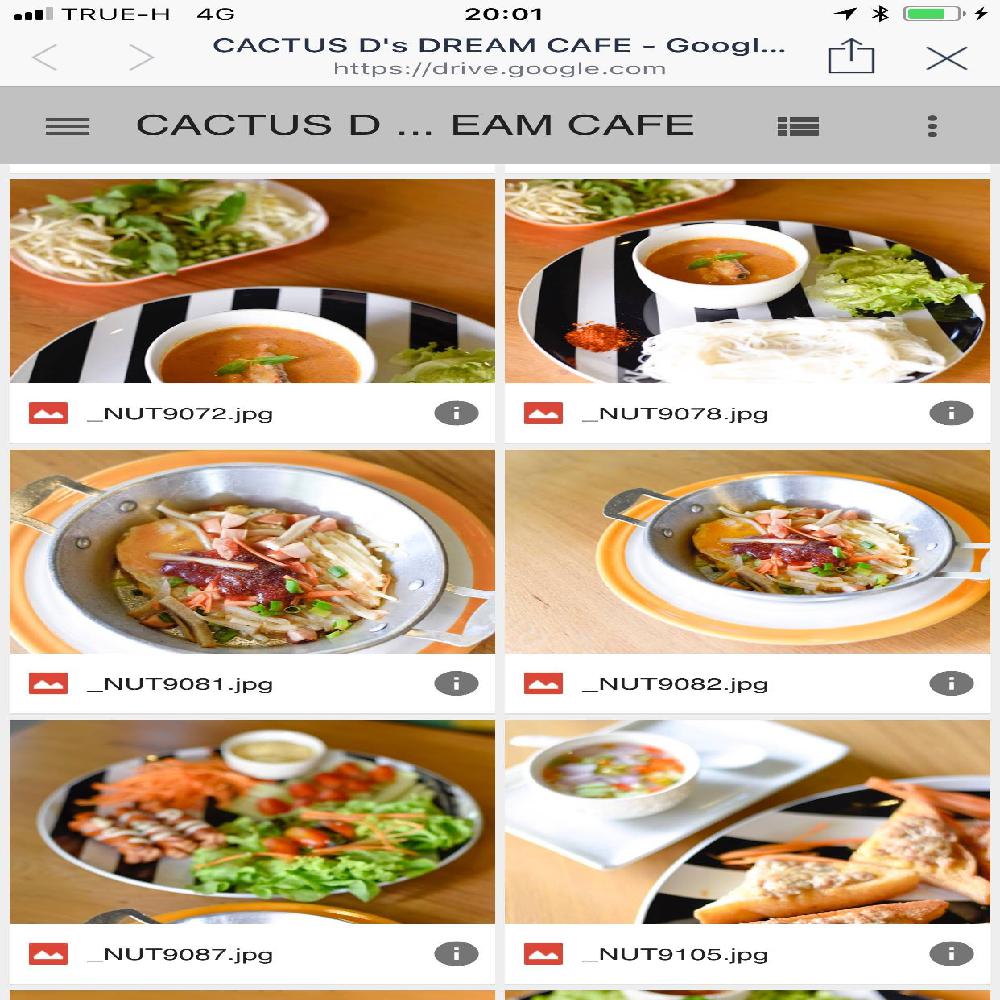 TRUE-H 4G 20:01
CACTUS D's DREAM CAFE - Googl...
https://drive.google.com
CACTUS D ... EAM CAFE
_NUT9072.jpg
_NUT9078.jpg
_NUT9081.jpg
_NUT9082.jpg
_NUT9087.jpg
_NUT9105.jpg